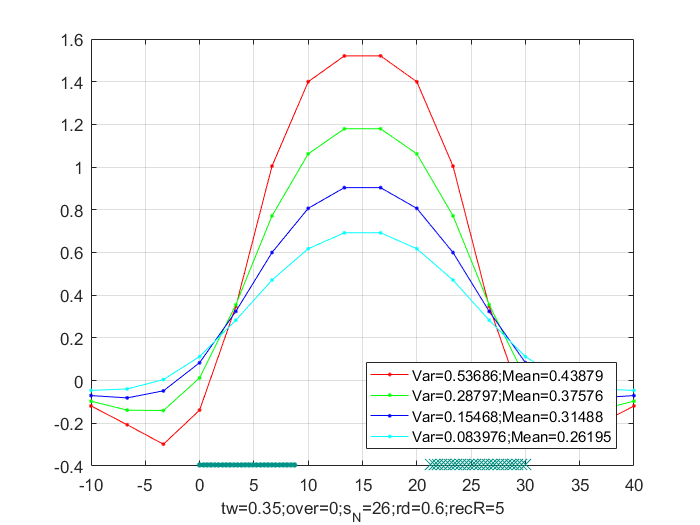 1.6
1.4
1.2
1
0.8
0.6
0.4
0.2
0
-0.2
-0.4
Var=0.53686;Mean=0.43879
Var=0.28797;Mean=0.37576
Var=0.15468;Mean=0.31488
Var=0.083976;Mean=0.26195
-10 -5 0 5 10 15 20 25 30 35 40
tw=0.35;over=0;s_N=26;rd=0.6;recR=5